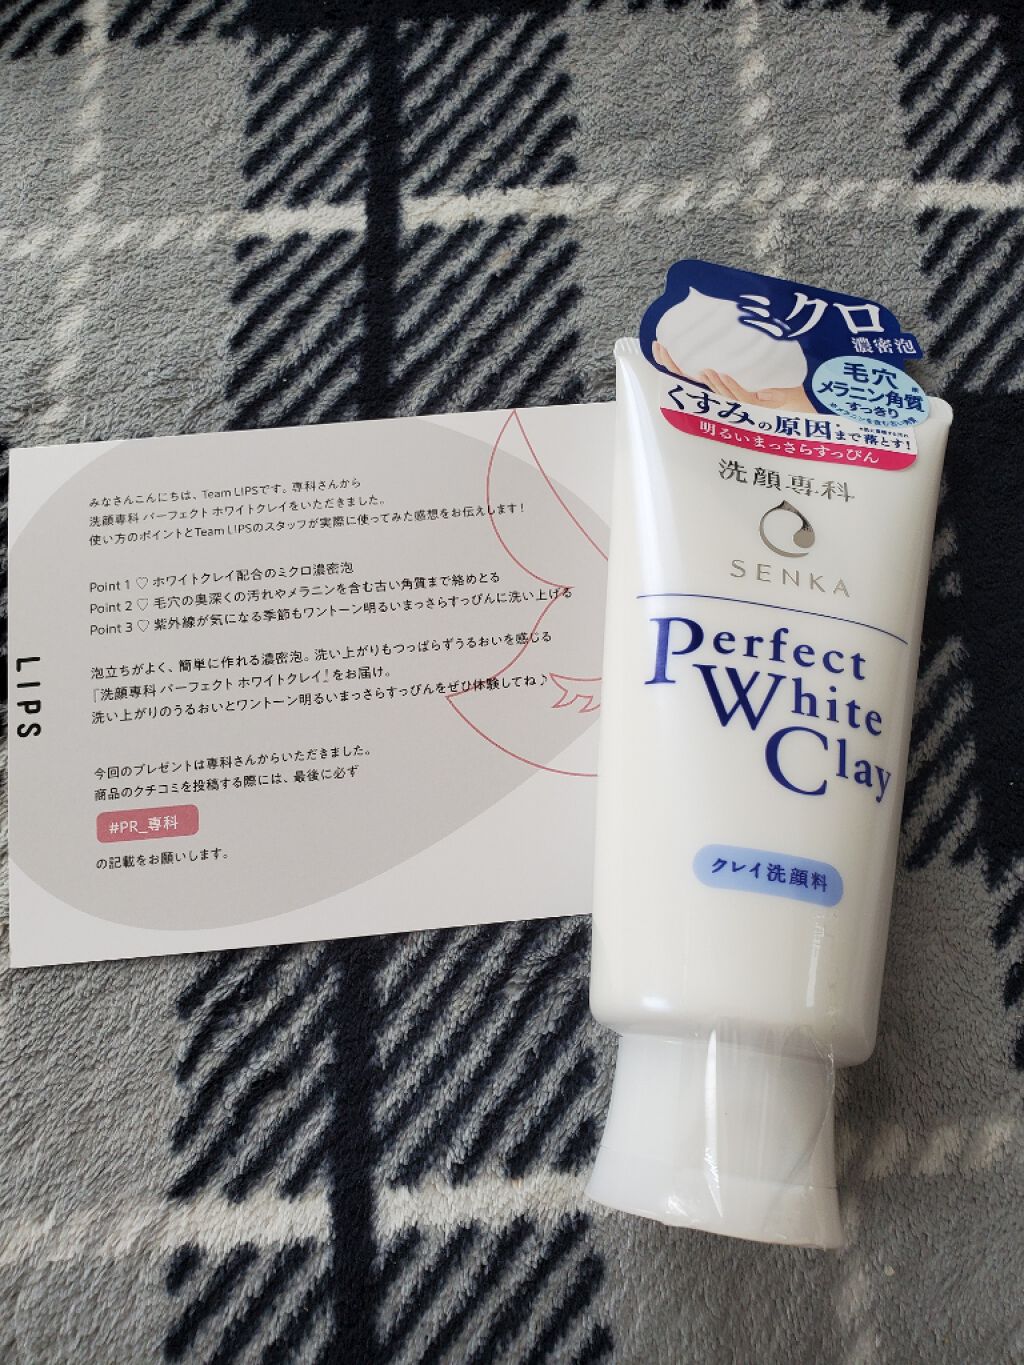 みなさんこんにちは、Team LIPSです。専科さんから
洗顔専科 パーフェクト ホワイトクレイをいただきました。
使い方のポイントとTeam LIPSのスタッフが実際に使ってみた感想をお伝えします！
Point 1 ♡ ホワイトクレイ配合のミクロ濃密泡
Point 2 ♡ 毛穴の奥深くの汚れやメラニンを含む古い角質まで絡めとる
Point 3 ♡ 紫外線が気になる季節もワントーン明るいまっさらすっぴんに洗い上げる
泡立ちがよく、簡単に作れる濃密泡。洗い上がりもつっぱらずうるおいを感じる
「洗顔専科 パーフェクト ホワイトクレイ」をお届け。
洗い上がりのうるおいとワントーン明るいまっさらすっぴんをぜひ体験してね♪
今回のプレゼントは専科さんからいただきました。
商品のクチコミを投稿する際には、最後に必ず
#PR_専科
の記載をお願いします。
LIPS
ミクロ
濃密泡
毛穴
メラニン角質
すっきり
くすみの原因まで落とす！
明るいまっさらすっぴん
洗顔専科
SENKA
Perfect
White
Clay
クレイ洗顔料